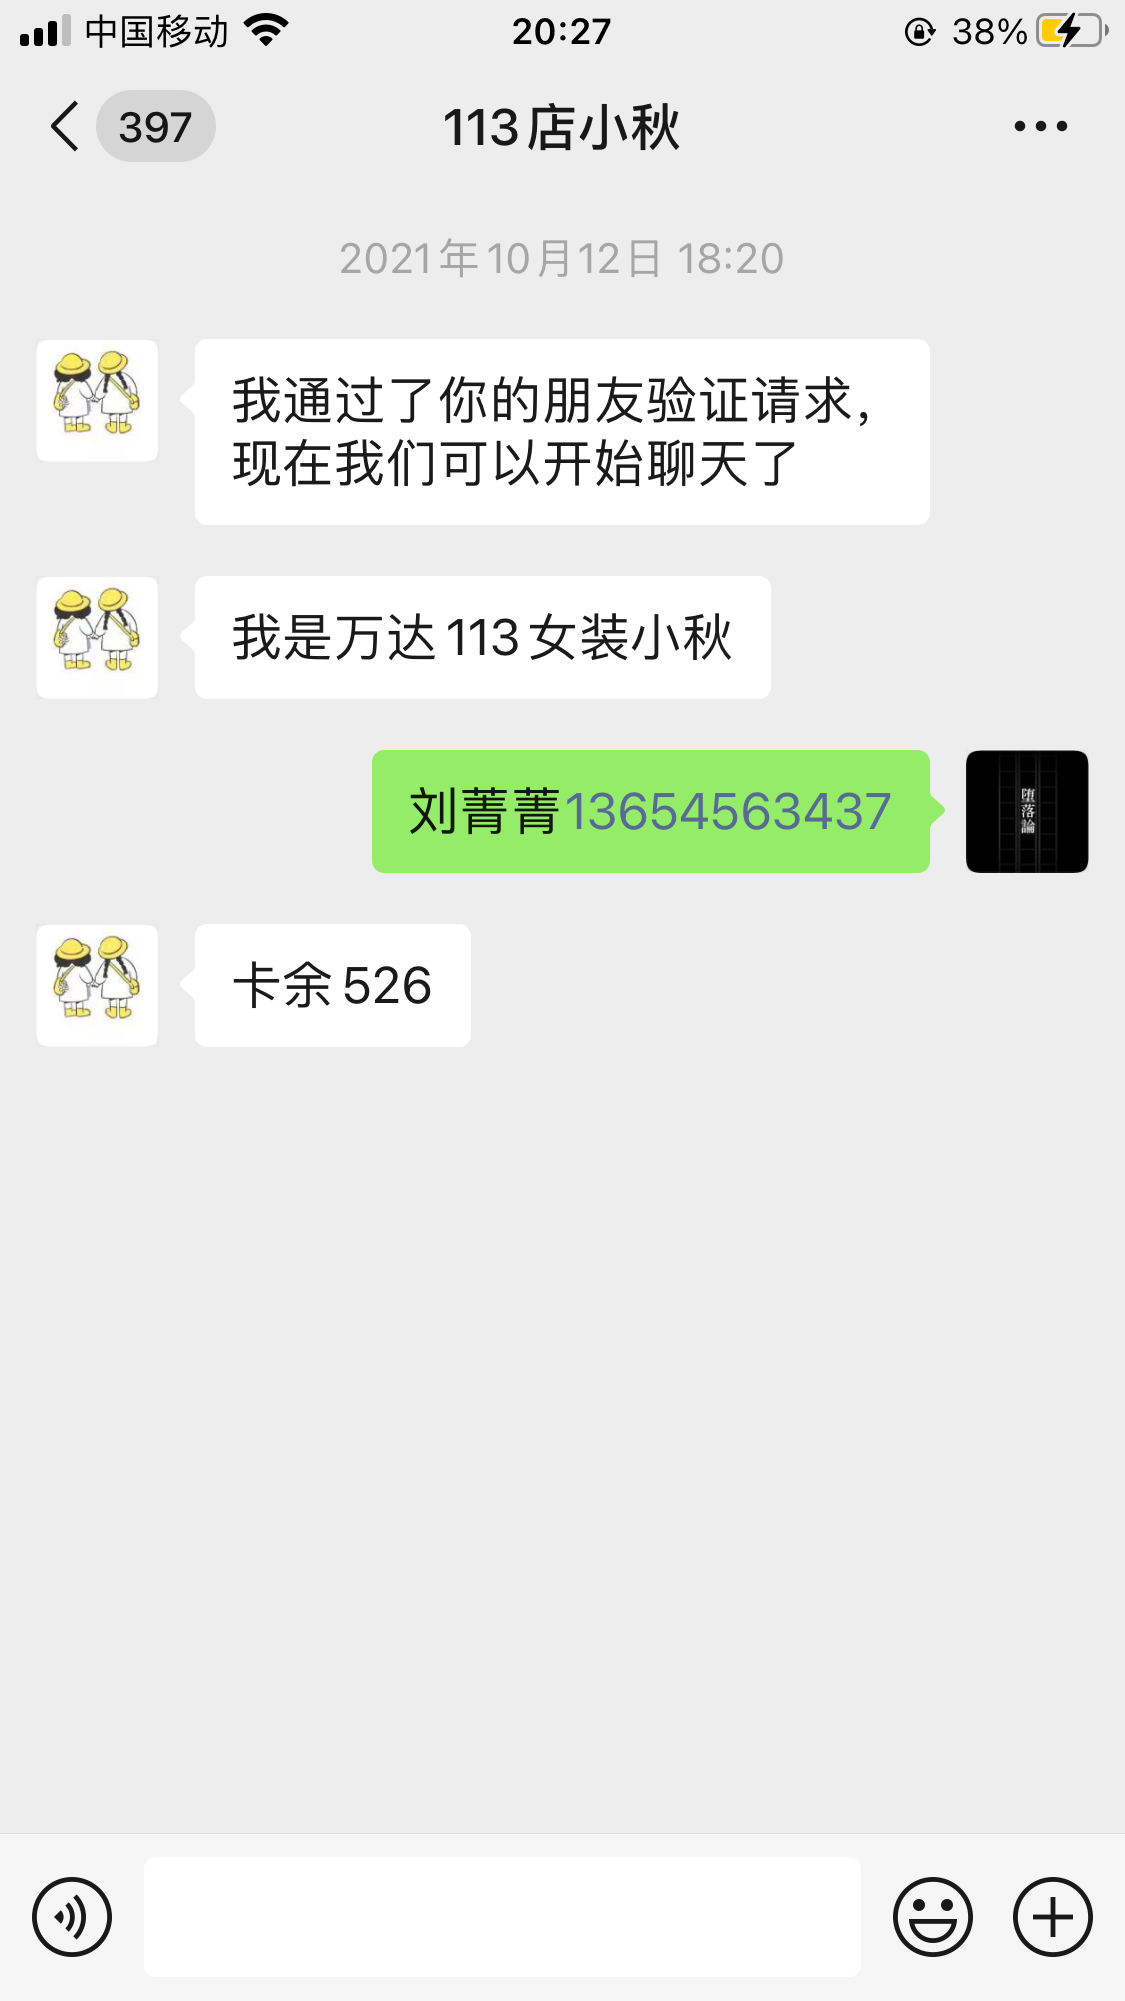 中国移动 20:27 38%
397 113店小秋
2021年10月12日 18:20
我通过了你的朋友验证请求，
现在我们可以开始聊天了
我是万达113女装小秋
刘菁菁13654563437
堕落論
卡余526